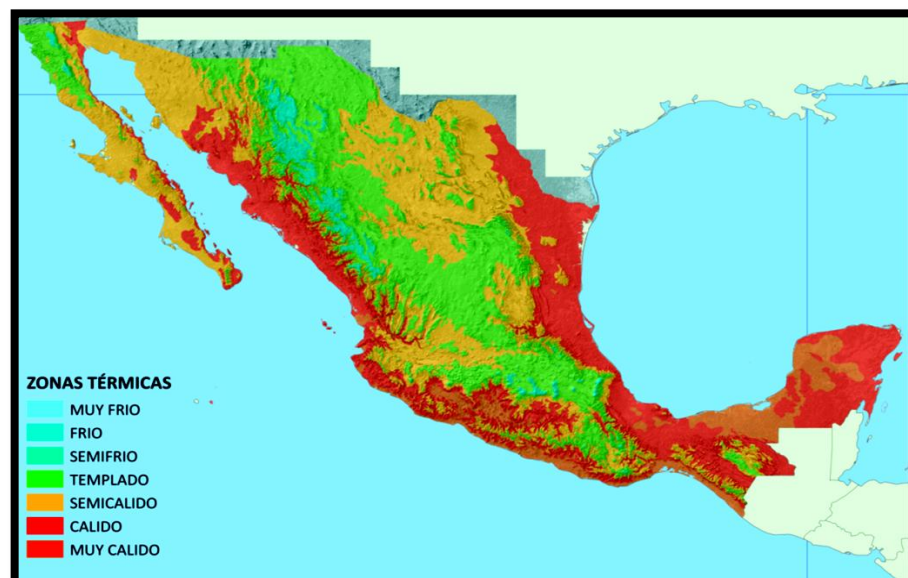 ZONAS TÉRMICAS
MUY FRIO
FRIO
SEMIFRIO
TEMPLADO
SEMICALIDO
CALIDO
MUY CALIDO